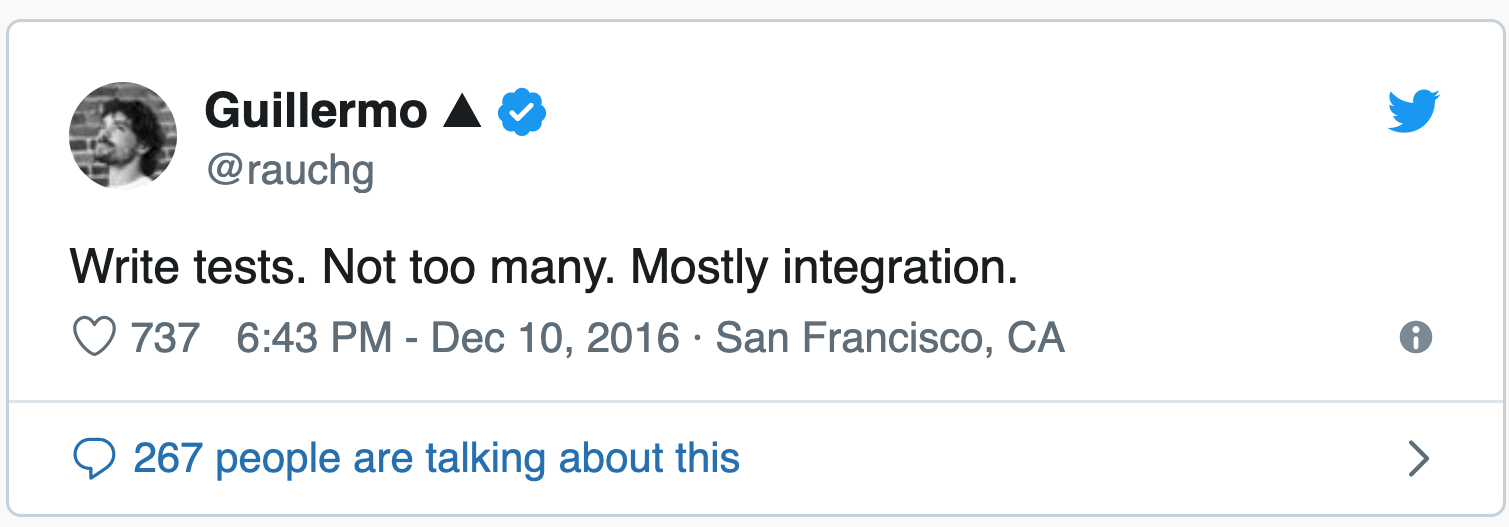 Guillermo ▲
@rauchg
Write tests. Not too many. Mostly integration.
737 6:43 PM - Dec 10, 2016 · San Francisco, CA
267 people are talking about this